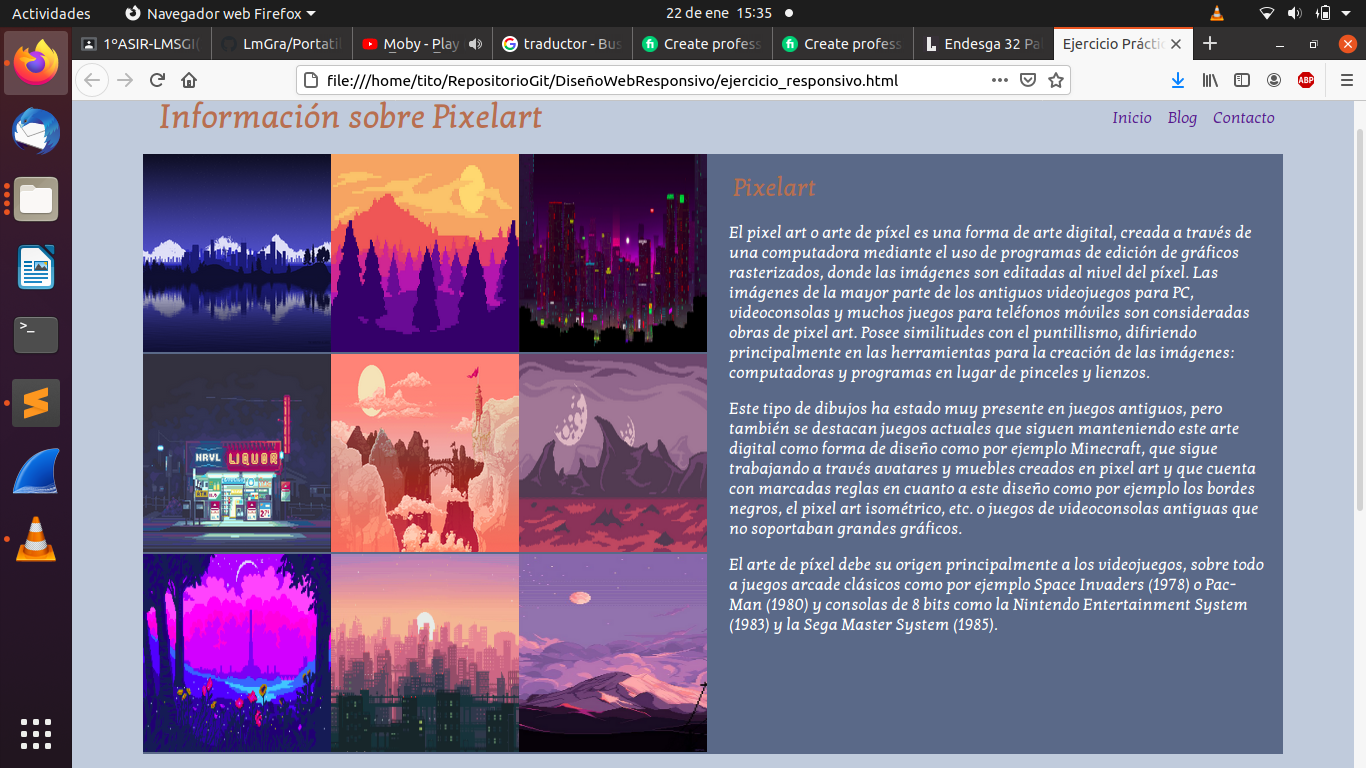 Actividades
Navegador web Firefox
22 de ene 15:35
1ºASIR-LMSGI(
LmGra/Portatil
Moby - Play
traductor - Bus
Create profess
Create profess
Endesga 32 Pal
Ejercicio Práctic
file:///home/tito/RepositorioGit/DiseñoWebResponsivo/ejercicio_responsivo.html
ABP
Información sobre Pixelart
Inicio Blog Contacto
Pixelart
El pixel art o arte de píxel es una forma de arte digital, creada a través de
una computadora mediante el uso de programas de edición de gráficos
rasterizados, donde las imágenes son editadas al nivel del píxel. Las
imágenes de la mayor parte de los antiguos videojuegos para PC,
videoconsolas y muchos juegos para teléfonos móviles son consideradas
obras de pixel art. Posee similitudes con el puntillismo, difiriendo
principalmente en las herramientas para la creación de las imágenes:
computadoras y programas en lugar de pinceles y lienzos.
Este tipo de dibujos ha estado muy presente en juegos antiguos, pero
también se destacan juegos actuales que siguen manteniendo este arte
digital como forma de diseño como por ejemplo Minecraft, que sigue
trabajando a través avatares y muebles creados en pixel art y que cuenta
con marcadas reglas en cuanto a este diseño como por ejemplo los bordes
negros, el pixel art isométrico, etc. o juegos de videoconsolas antiguas que
no soportaban grandes gráficos.
El arte de píxel debe su origen principalmente a los videojuegos, sobre todo
a juegos arcade clásicos como por ejemplo Space Invaders (1978) o Pac-
Man (1980) y consolas de 8 bits como la Nintendo Entertainment System
(1983) y la Sega Master System (1985).
HRVL LIQUOR